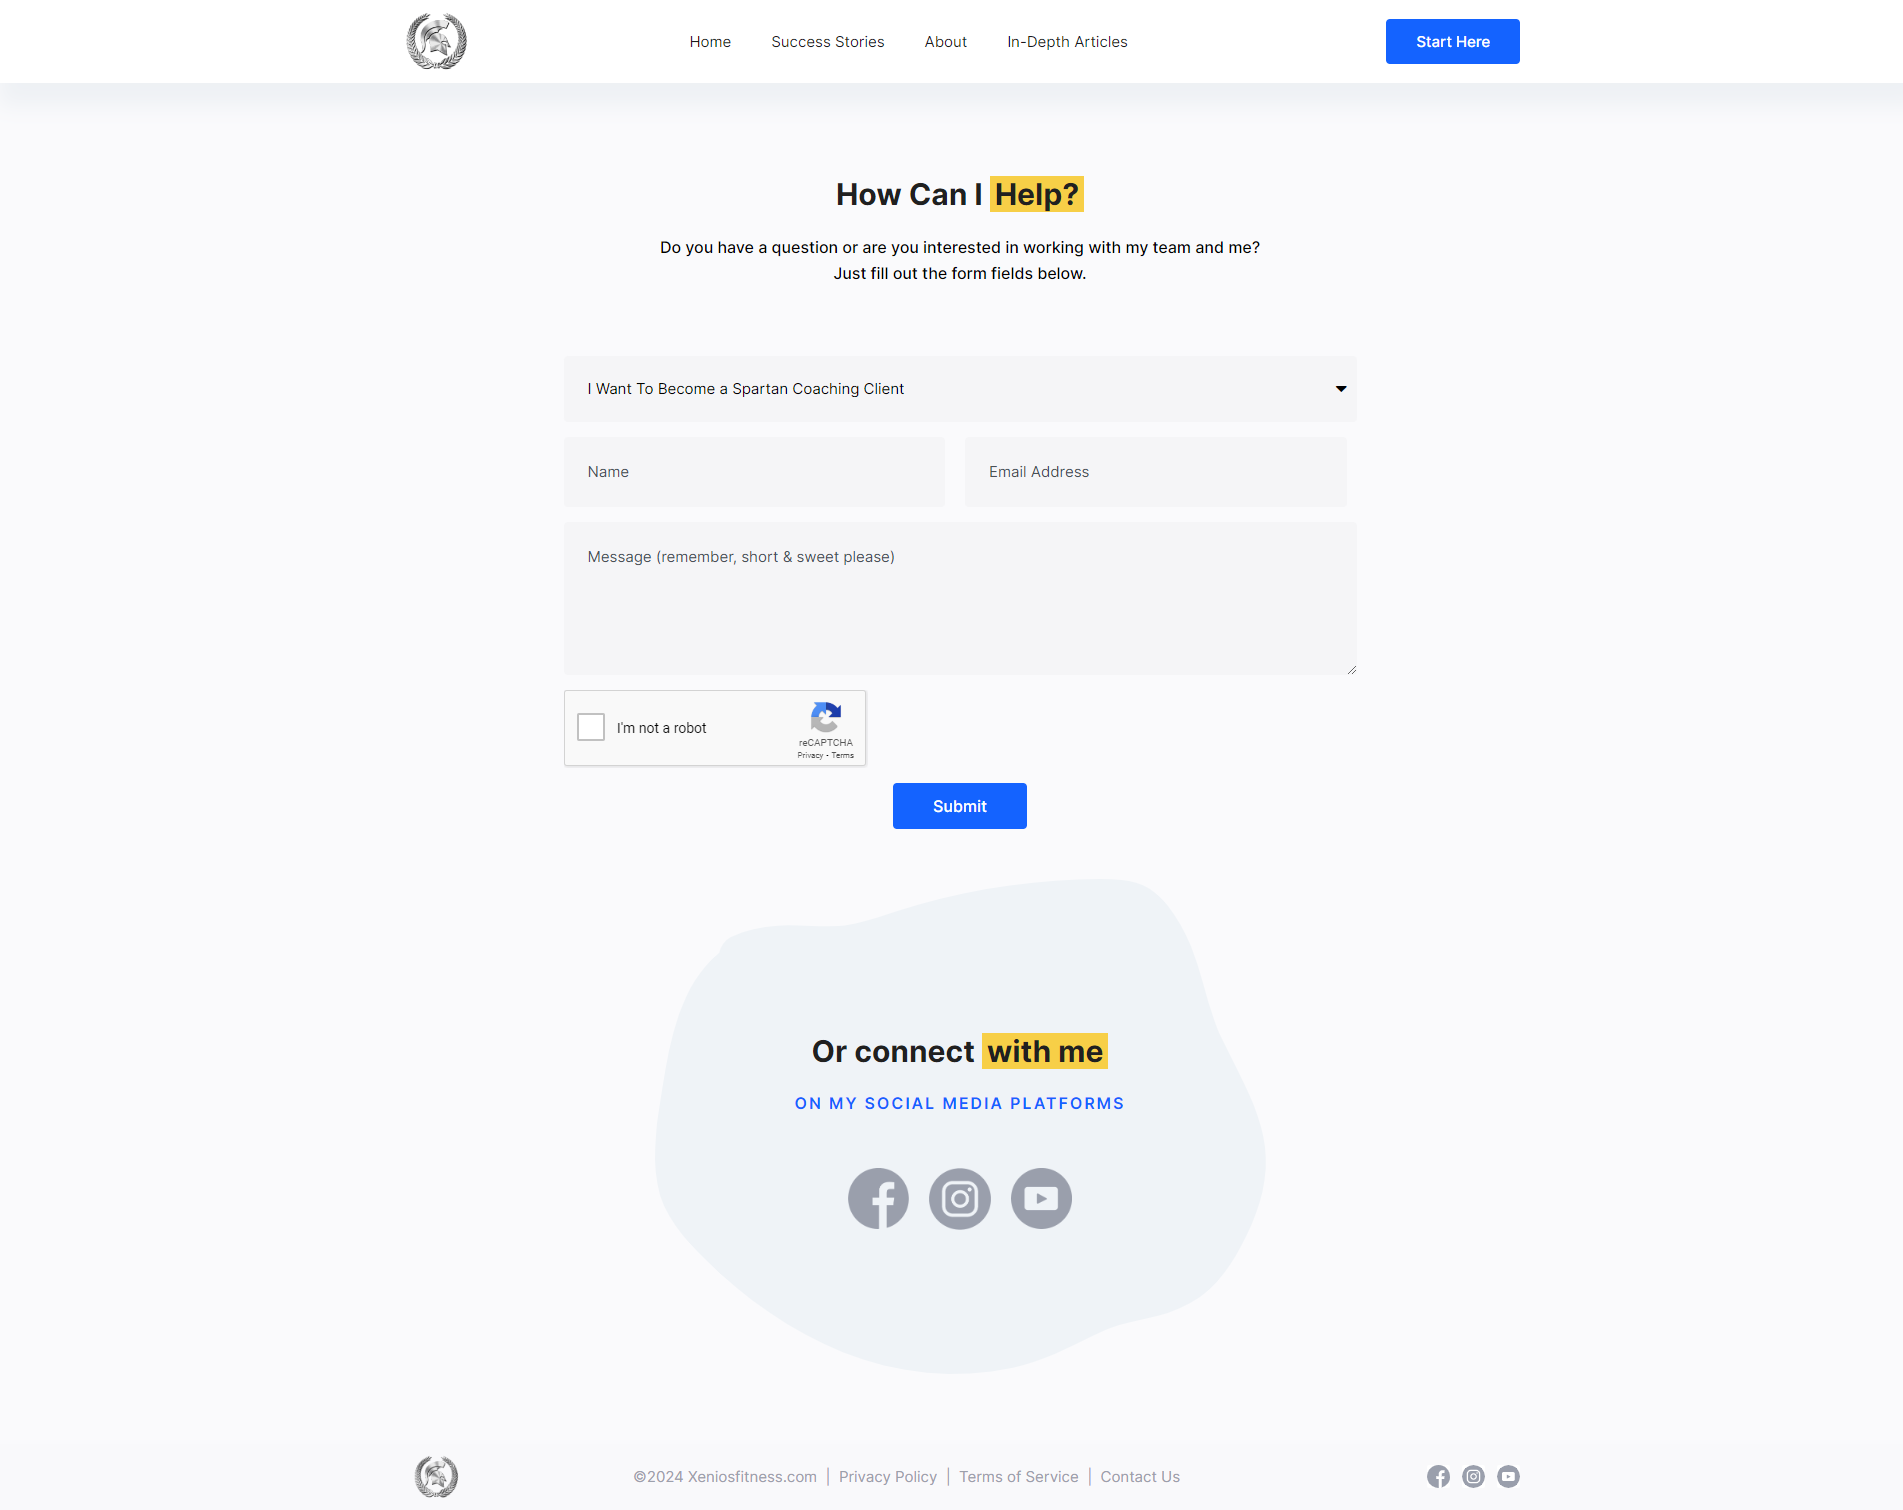 Home Success Stories About In-Depth Articles Start Here
How Can I Help?
Do you have a question or are you interested in working with my team and me?
Just fill out the form fields below.
I Want To Become a Spartan Coaching Client
Name Email Address
Message (remember, short & sweet please)
I'm not a robot
reCAPTCHA
Privacy - Terms
Submit
Or connect with me
ON MY SOCIAL MEDIA PLATFORMS
©2024 Xeniosfitness.com | Privacy Policy | Terms of Service | Contact Us